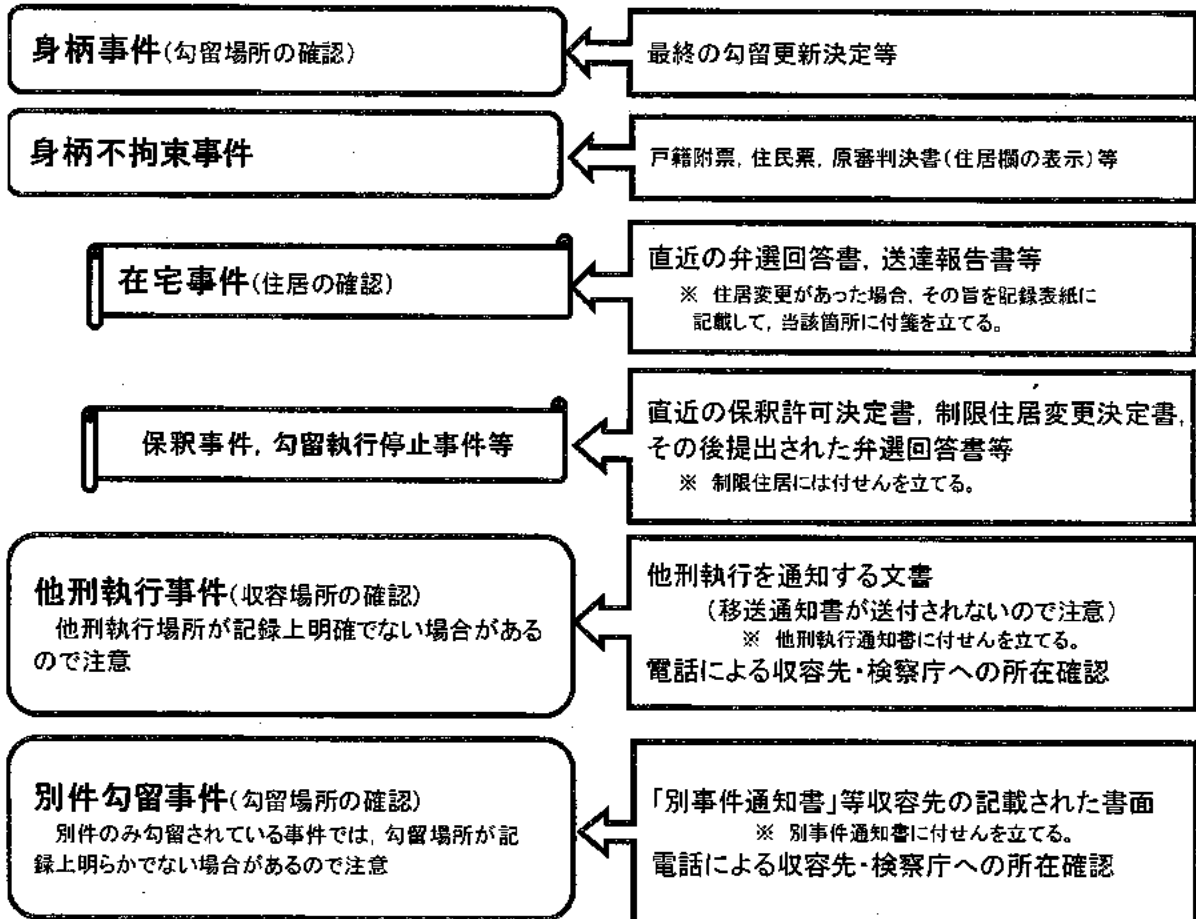 身柄事件(勾留場所の確認)
最終の勾留更新決定等
身柄不拘束事件
戸籍附票，住民票，原審判決書(住居欄の表示)等
在宅事件(住居の確認)
直近の弁選回答書，送達報告書等
※ 住居変更があった場合，その旨を記録表紙に
記載して，当該箇所に付箋を立てる。
保釈事件，勾留執行停止事件等
直近の保釈許可決定書，制限住居変更決定書，
その後提出された弁選回答書等
※ 制限住居には付せんを立てる。
他刑執行事件(収容場所の確認)
他刑執行場所が記録上明確でない場合がある
ので注意
他刑執行を通知する文書
(移送通知書が送付されないので注意)
※ 他刑執行通知書に付せんを立てる。
電話による収容先・検察庁への所在確認
別件勾留事件(勾留場所の確認)
別件のみ勾留されている事件では，勾留場所が記
録上明らかでない場合があるので注意
「別事件通知書」等収容先の記載された書面
※ 別事件通知書に付せんを立てる。
電話による収容先・検察庁への所在確認